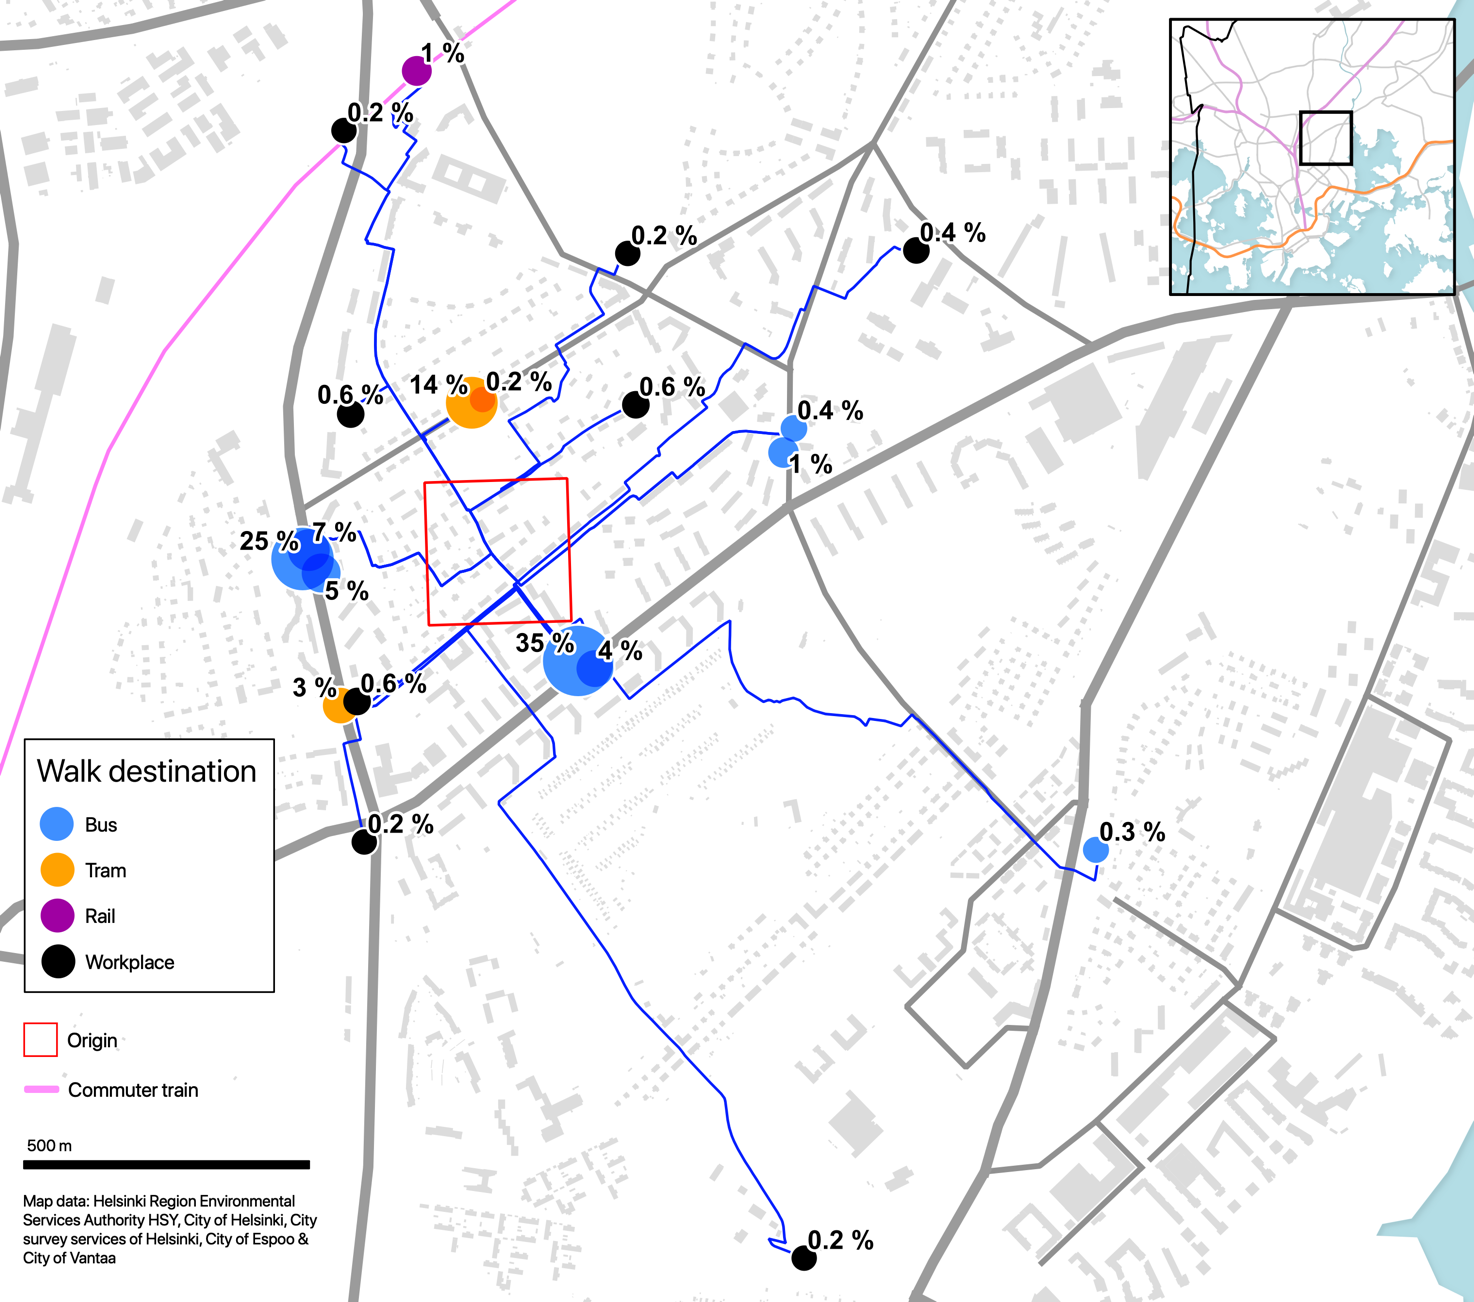 1 %
0.2 %
0.2 %
0.4 %
14 %
0.2 %
0.6 %
0.6 %
0.4 %
1 %
25 %
7 %
5 %
35 %
4 %
3 %
0.6 %
0.2 %
0.3 %
0.2 %
Walk destination
Bus
Tram
Rail
Workplace
Origin
Commuter train
500 m
Map data: Helsinki Region Environmental
Services Authority HSY, City of Helsinki, City
survey services of Helsinki, City of Espoo &
City of Vantaa